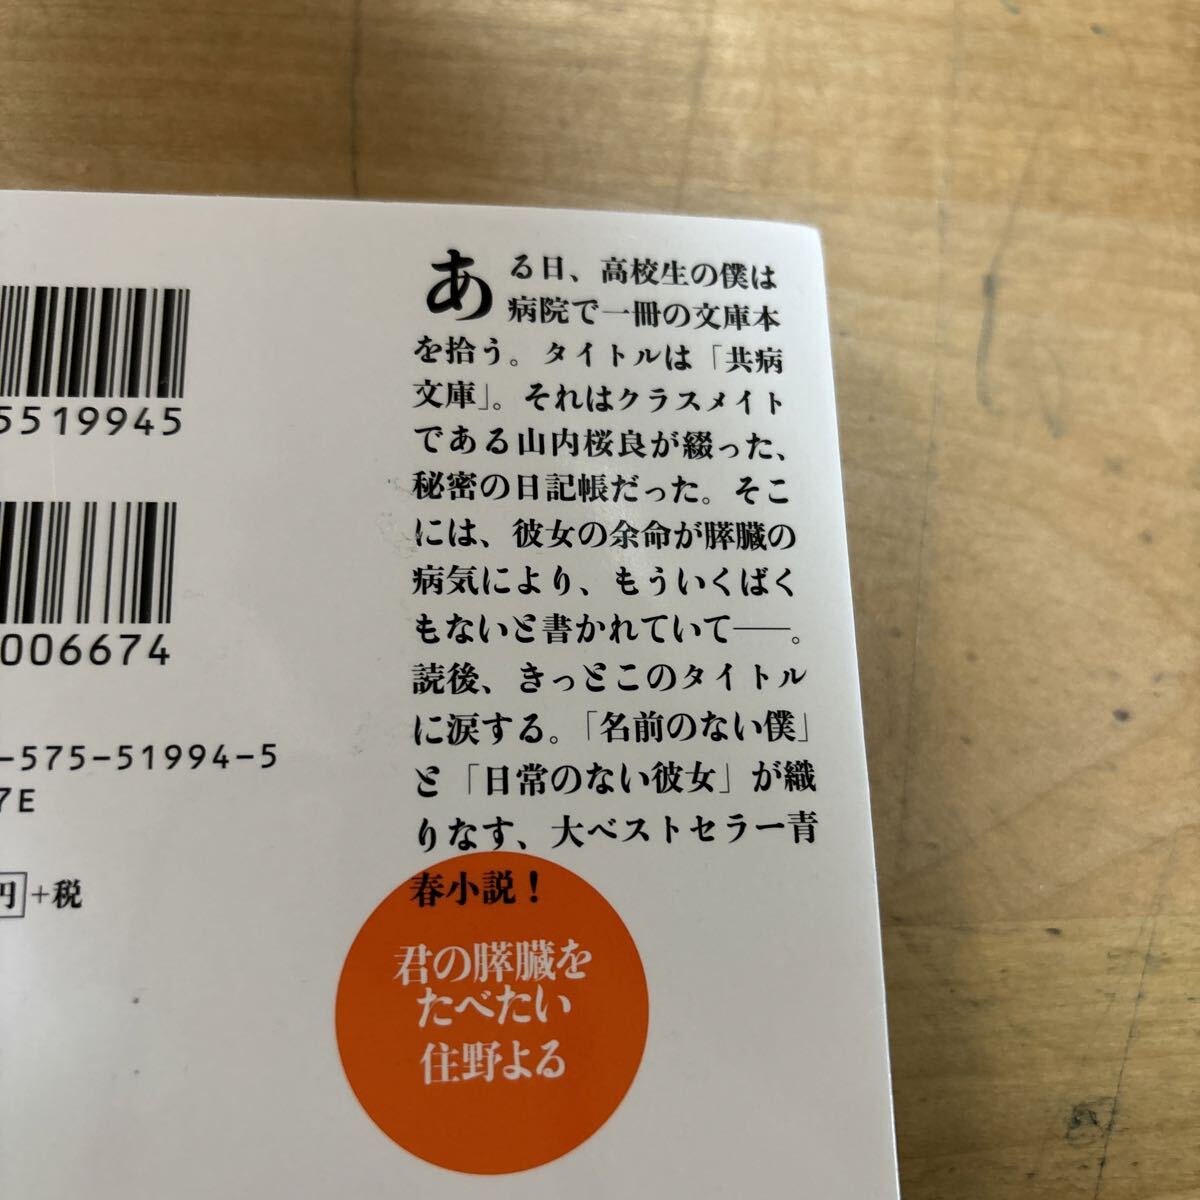 5519945
006674
-575-51994-5
7E
円+税
ある日、高校生の僕は
病院で一冊の文庫本
を拾う。タイトルは「共病
文庫」。それはクラスメイト
である山内桜良が綴った、
秘密の日記帳だった。そこ
には、彼女の余命が膵臓の
病気により、もういくばく
もないと書かれていて――。
読後、きっとこのタイトル
に涙する。「名前のない僕」
と「日常のない彼女」が織
りなす、大ベストセラー青
春小説！
君の膵臓を
たべたい
住野よる